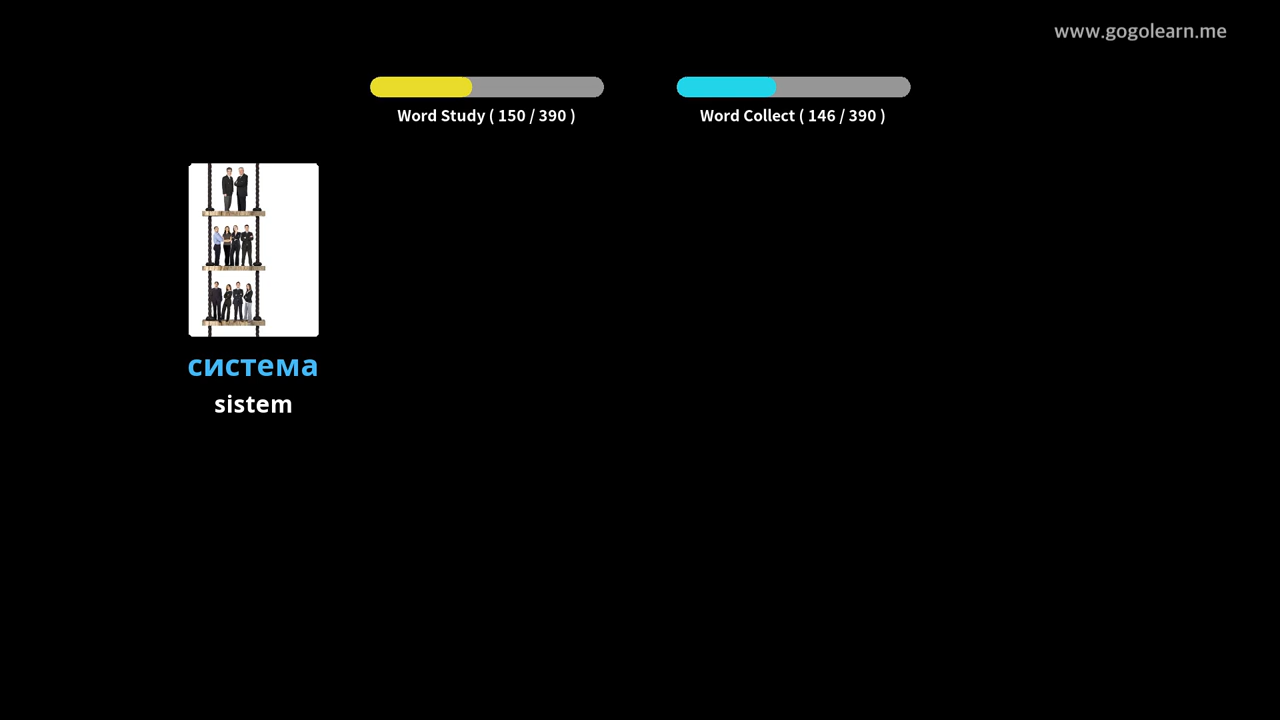 www.gogolearn.me
Word Study ( 150 / 390 )
Word Collect ( 146 / 390 )
система
sistem